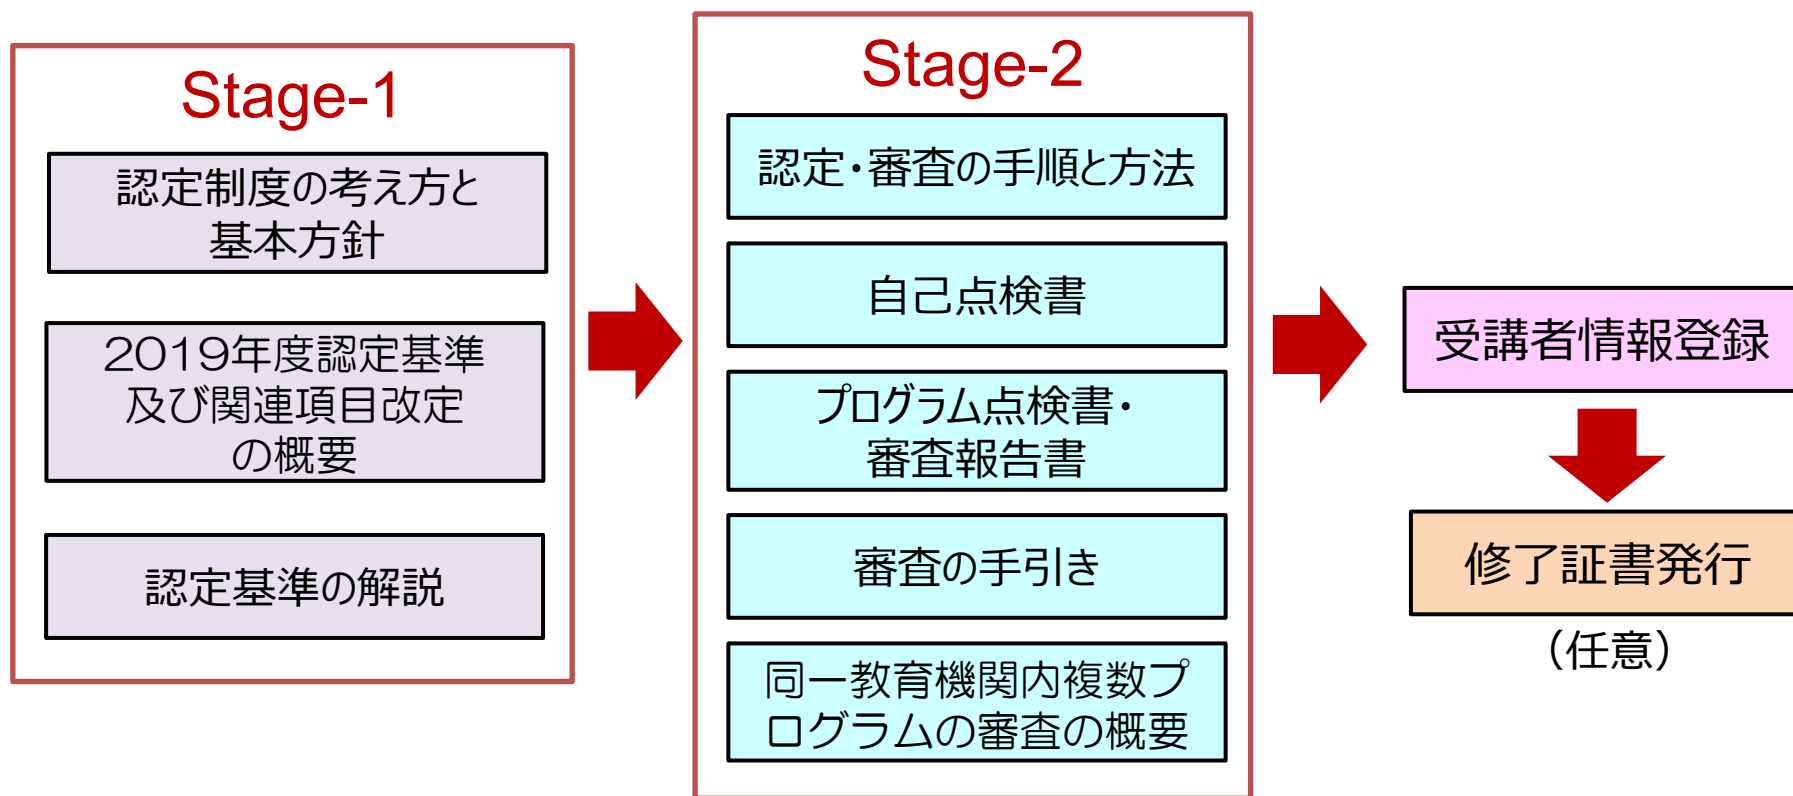 Stage-1
認定制度の考え方と
基本方針
2019年度認定基準
及び関連項目改定
の概要
認定基準の解説
Stage-2
認定・審査の手順と方法
自己点検書
プログラム点検書・
審査報告書
審査の手引き
同一教育機関内複数プ
ログラムの審査の概要
受講者情報登録
修了証書発行
（任意）